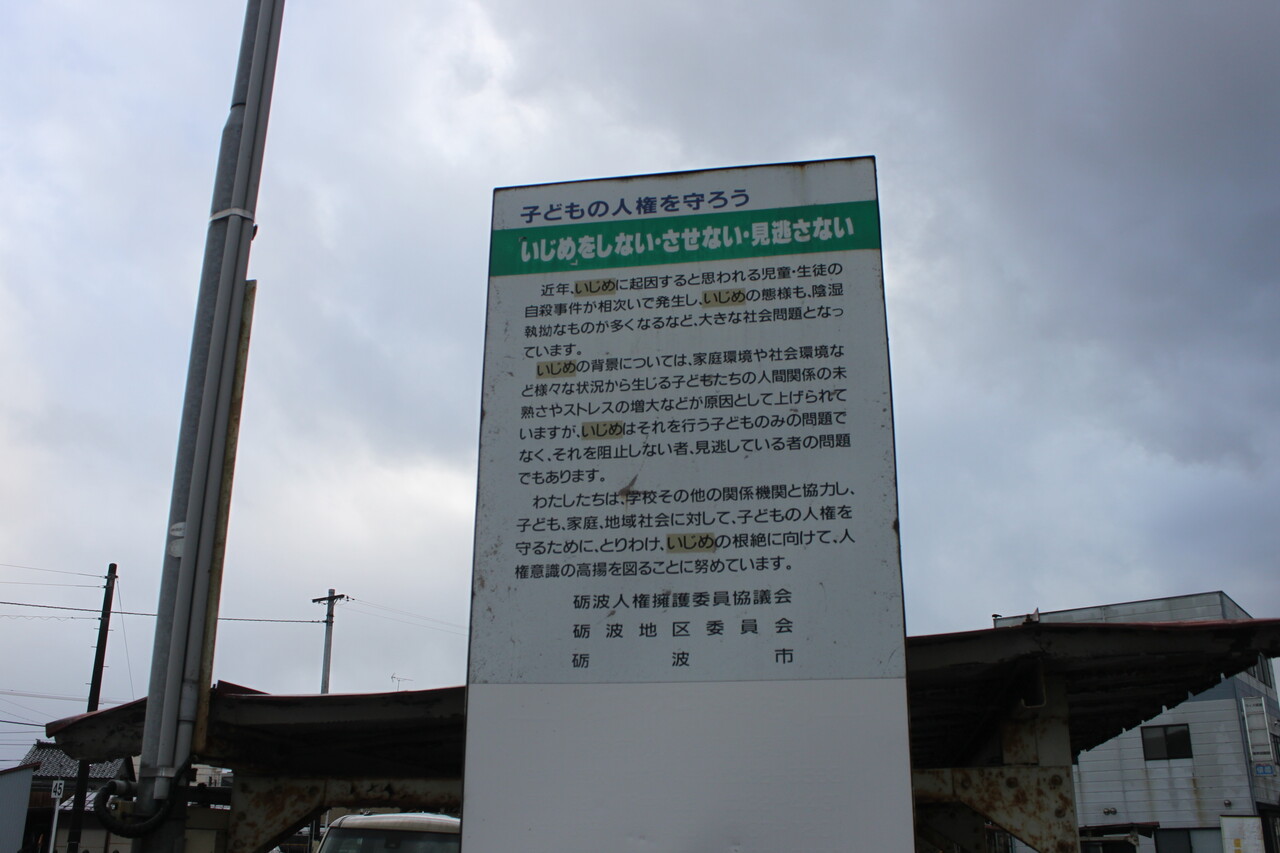 子どもの人権を守ろう
いじめをしない・させない・見逃さない
近年、いじめに起因すると思われる児童・生徒の
自殺事件が相次いで発生し、いじめの態様も、陰湿
執拗なものが多くなるなど、大きな社会問題となっ
ています。
いじめの背景については、家庭環境や社会環境な
ど様々な状況から生じる子どもたちの人間関係の未
熟さやストレスの増大などが原因として上げられて
いますが、いじめはそれを行う子どものみの問題で
なく、それを阻止しない者、見逃している者の問題
でもあります。
わたしたちは、学校その他の関係機関と協力し、
子ども、家庭、地域社会に対して、子どもの人権を
守るために、とりわけ、いじめの根絶に向けて、人
権意識の高揚を図ることに努めています。
砺波人権擁護委員協議会
砺波地区委員会
砺波市
45